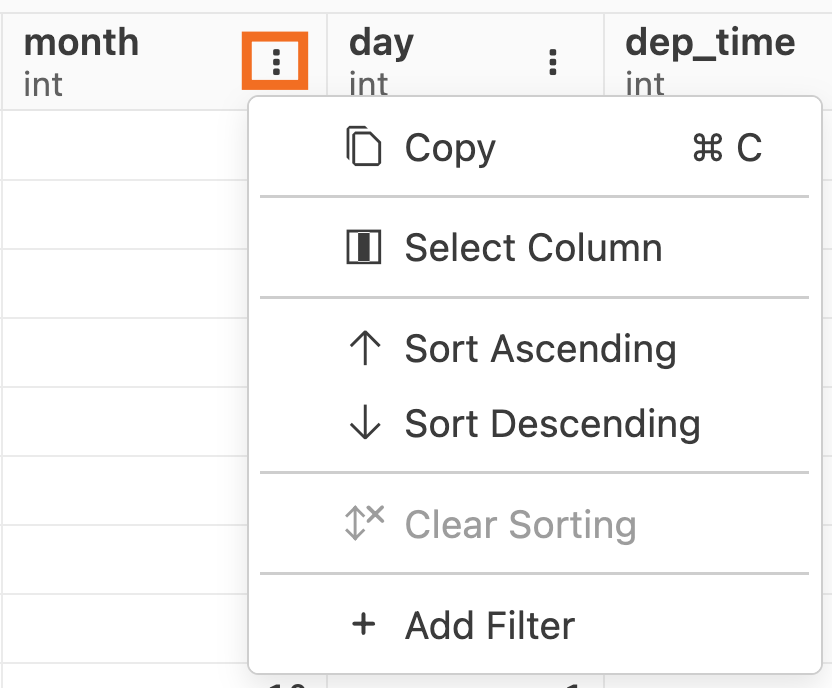 month day dep_time
int int int
Copy ⌘ C
Select Column
Sort Ascending
Sort Descending
Clear Sorting
Add Filter